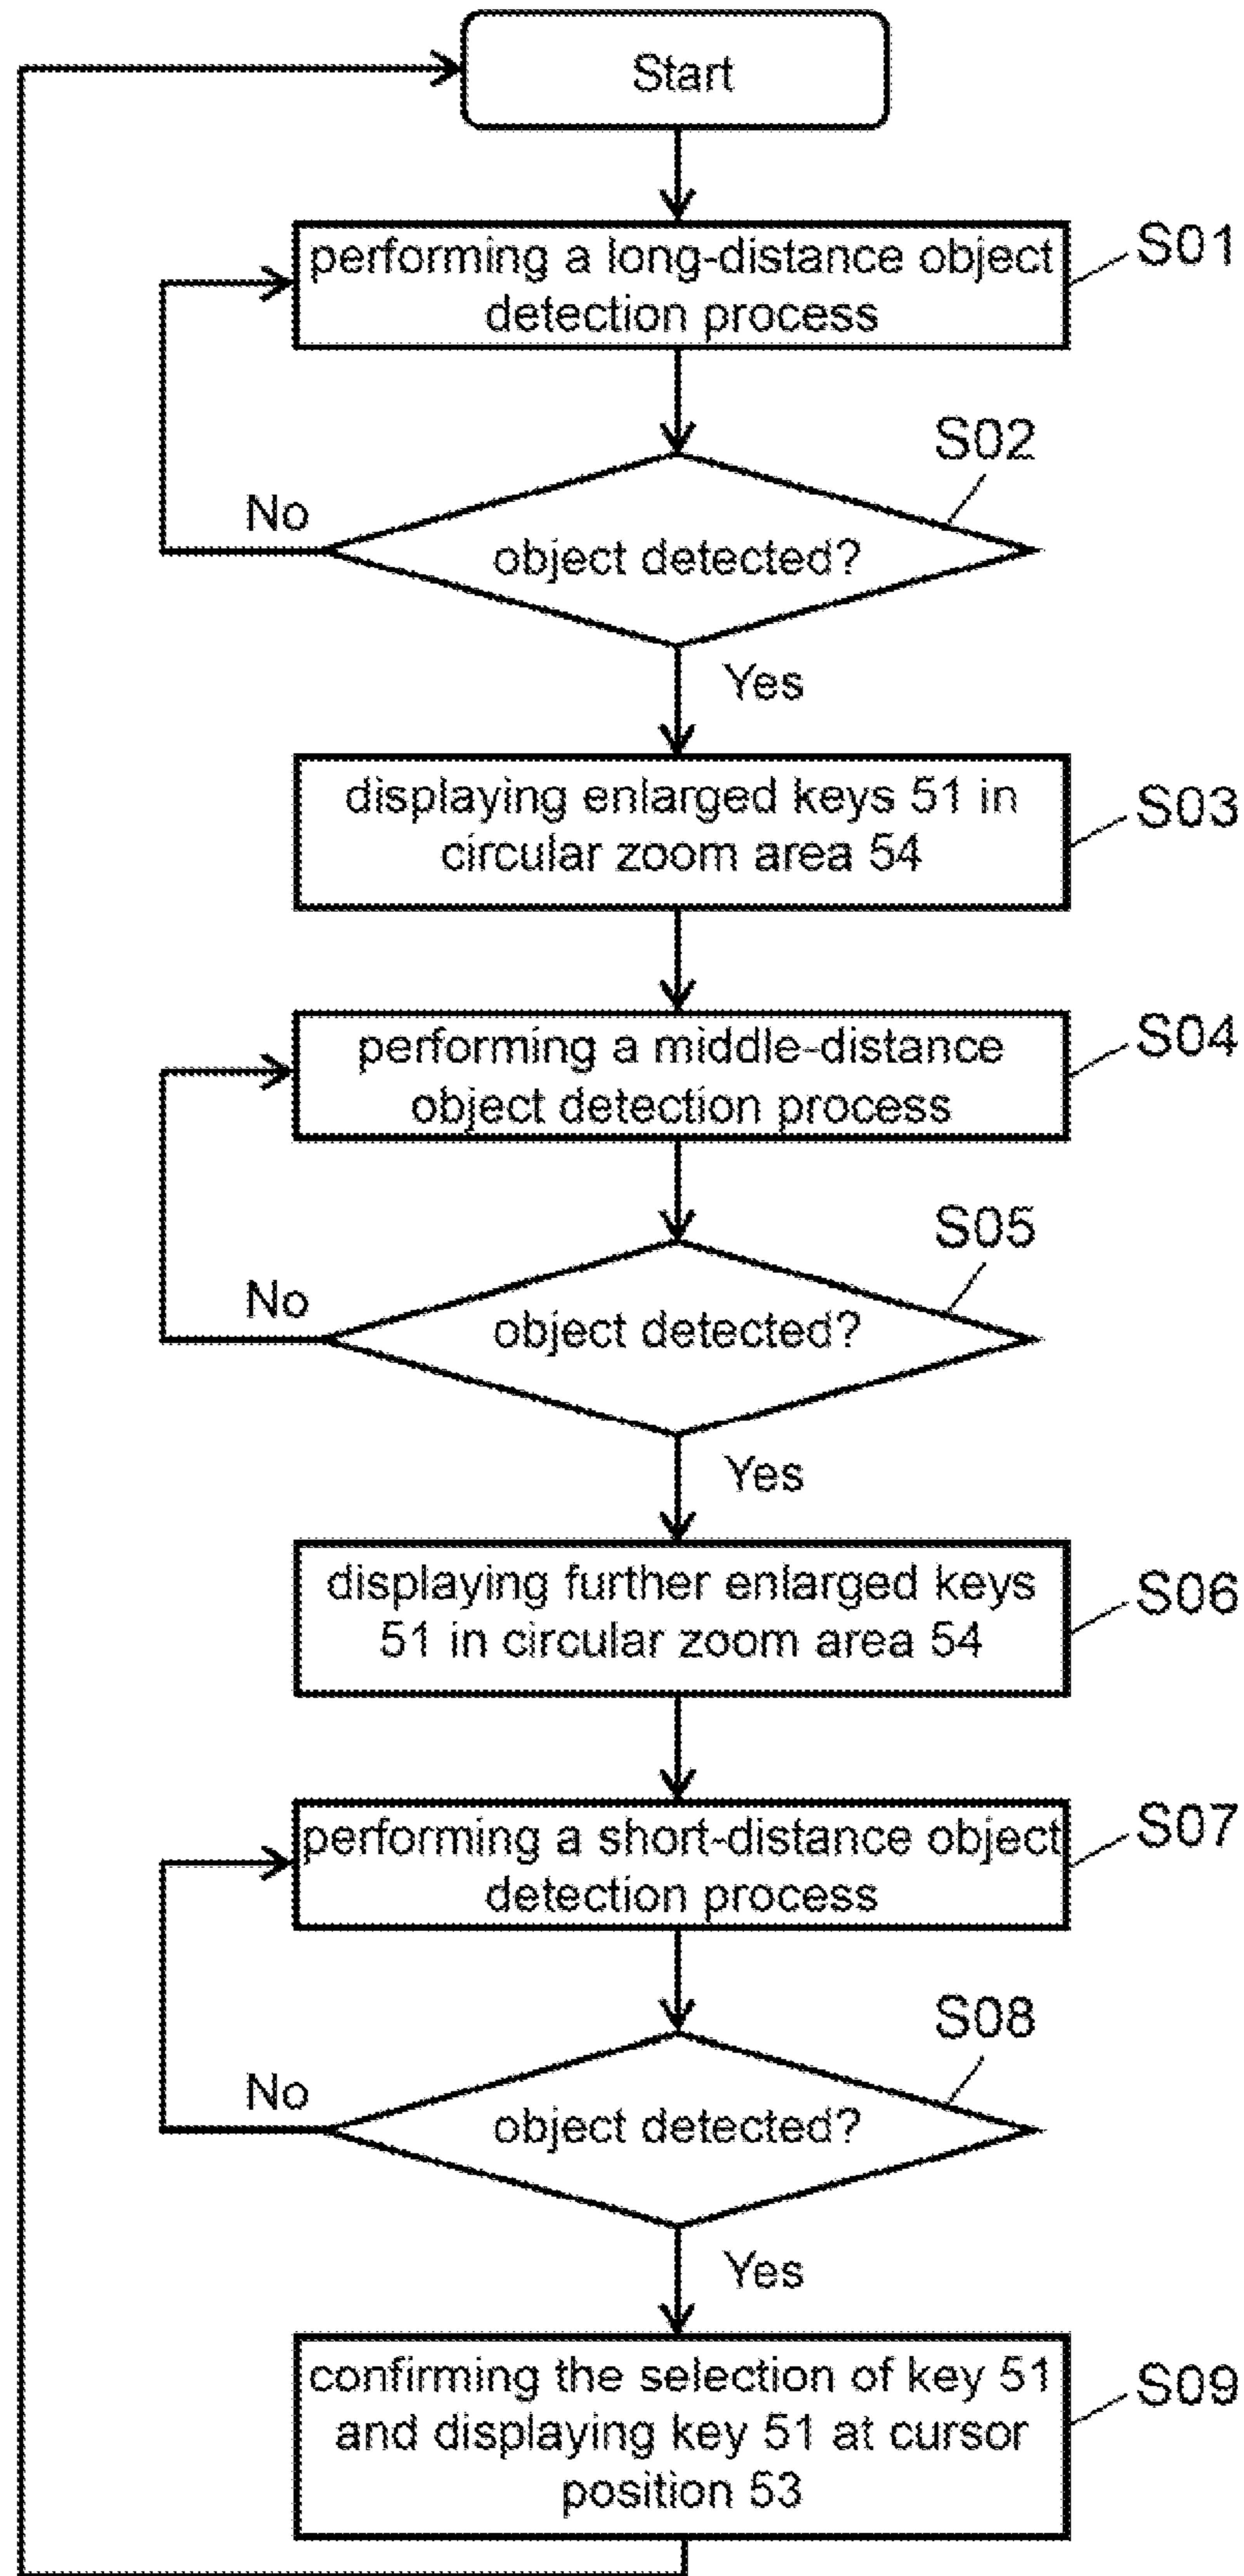 Start
performing a long-distance object
detection process
S01
S02
No
object detected?
Yes
displaying enlarged keys 51 in
circular zoom area 54
S03
performing a middle-distance
object detection process
S04
S05
No
object detected?
Yes
displaying further enlarged keys
51 in circular zoom area 54
S06
performing a short-distance object
detection process
S07
S08
No
object detected?
Yes
confirming the selection of key 51
and displaying key 51 at cursor
position 53
S09